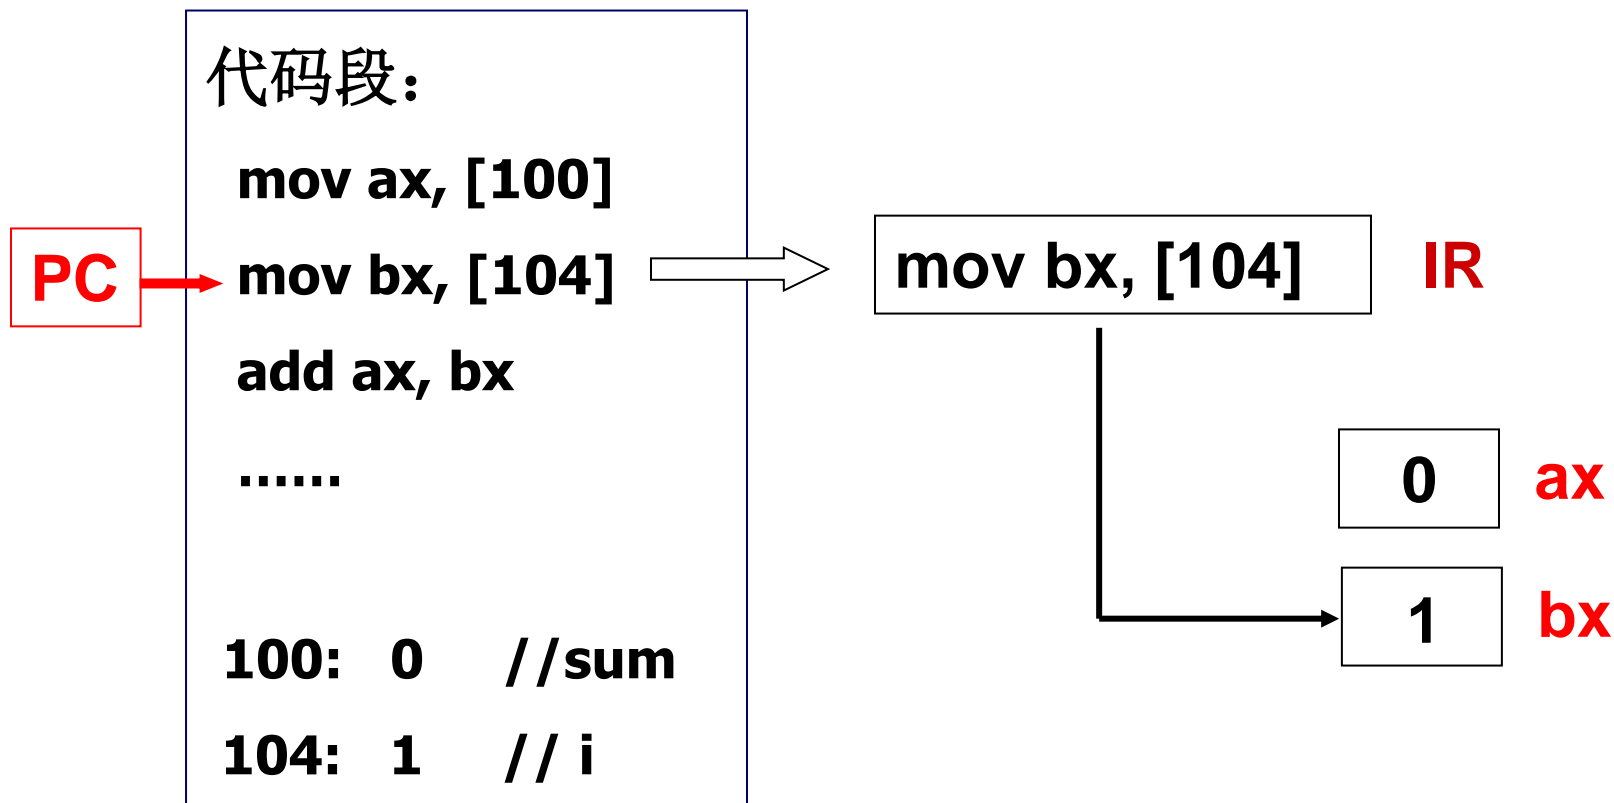 代码段：
mov ax, [100]
PC
mov bx, [104]
mov bx, [104]
IR
add ax, bx
......
0
ax
1
bx
100: 0 //sum
104: 1 // i